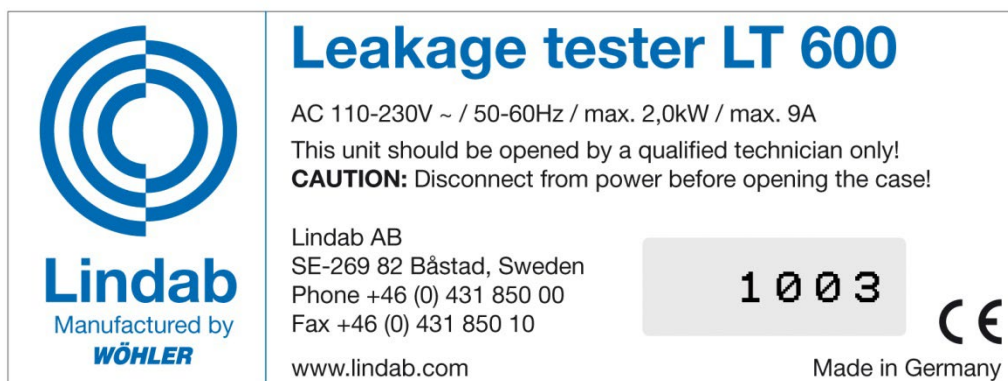 Lindab
Manufactured by
WÖHLER
Leakage tester LT 600
AC 110-230V ~ / 50-60Hz / max. 2,0kW / max. 9A
This unit should be opened by a qualified technician only!
CAUTION: Disconnect from power before opening the case!
Lindab AB
SE-269 82 Båstad, Sweden
Phone +46 (0) 431 850 00
Fax +46 (0) 431 850 10
www.lindab.com
1003
CE
Made in Germany